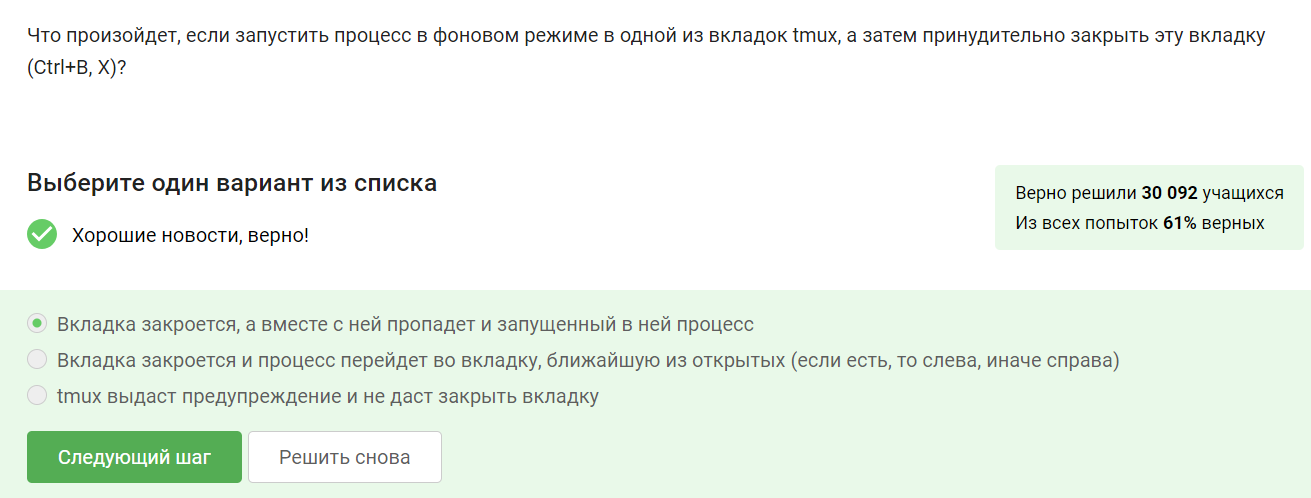 Что произойдет, если запустить процесс в фоновом режиме в одной из вкладок tmux, а затем принудительно закрыть эту вкладку
(Ctrl+B, X)?
Выберите один вариант из списка
Верно решили 30 092 учащихся
Из всех попыток 61% верных
Хорошие новости, верно!
Вкладка закроется, а вместе с ней пропадет и запущенный в ней процесс
Вкладка закроется и процесс перейдет во вкладку, ближайшую из открытых (если есть, то слева, иначе справа)
tmux выдаст предупреждение и не даст закрыть вкладку
Следующий шаг
Решить снова